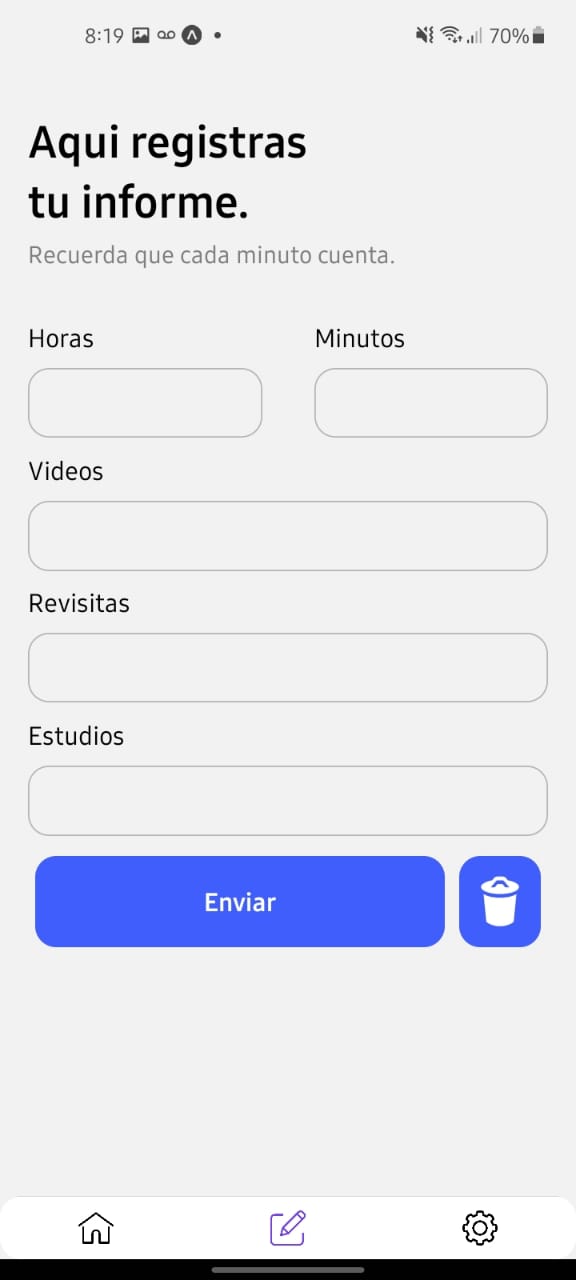 8:19 70%
Aqui registras
tu informe.
Recuerda que cada minuto cuenta.
Horas Minutos
Videos
Revisitas
Estudios
Enviar